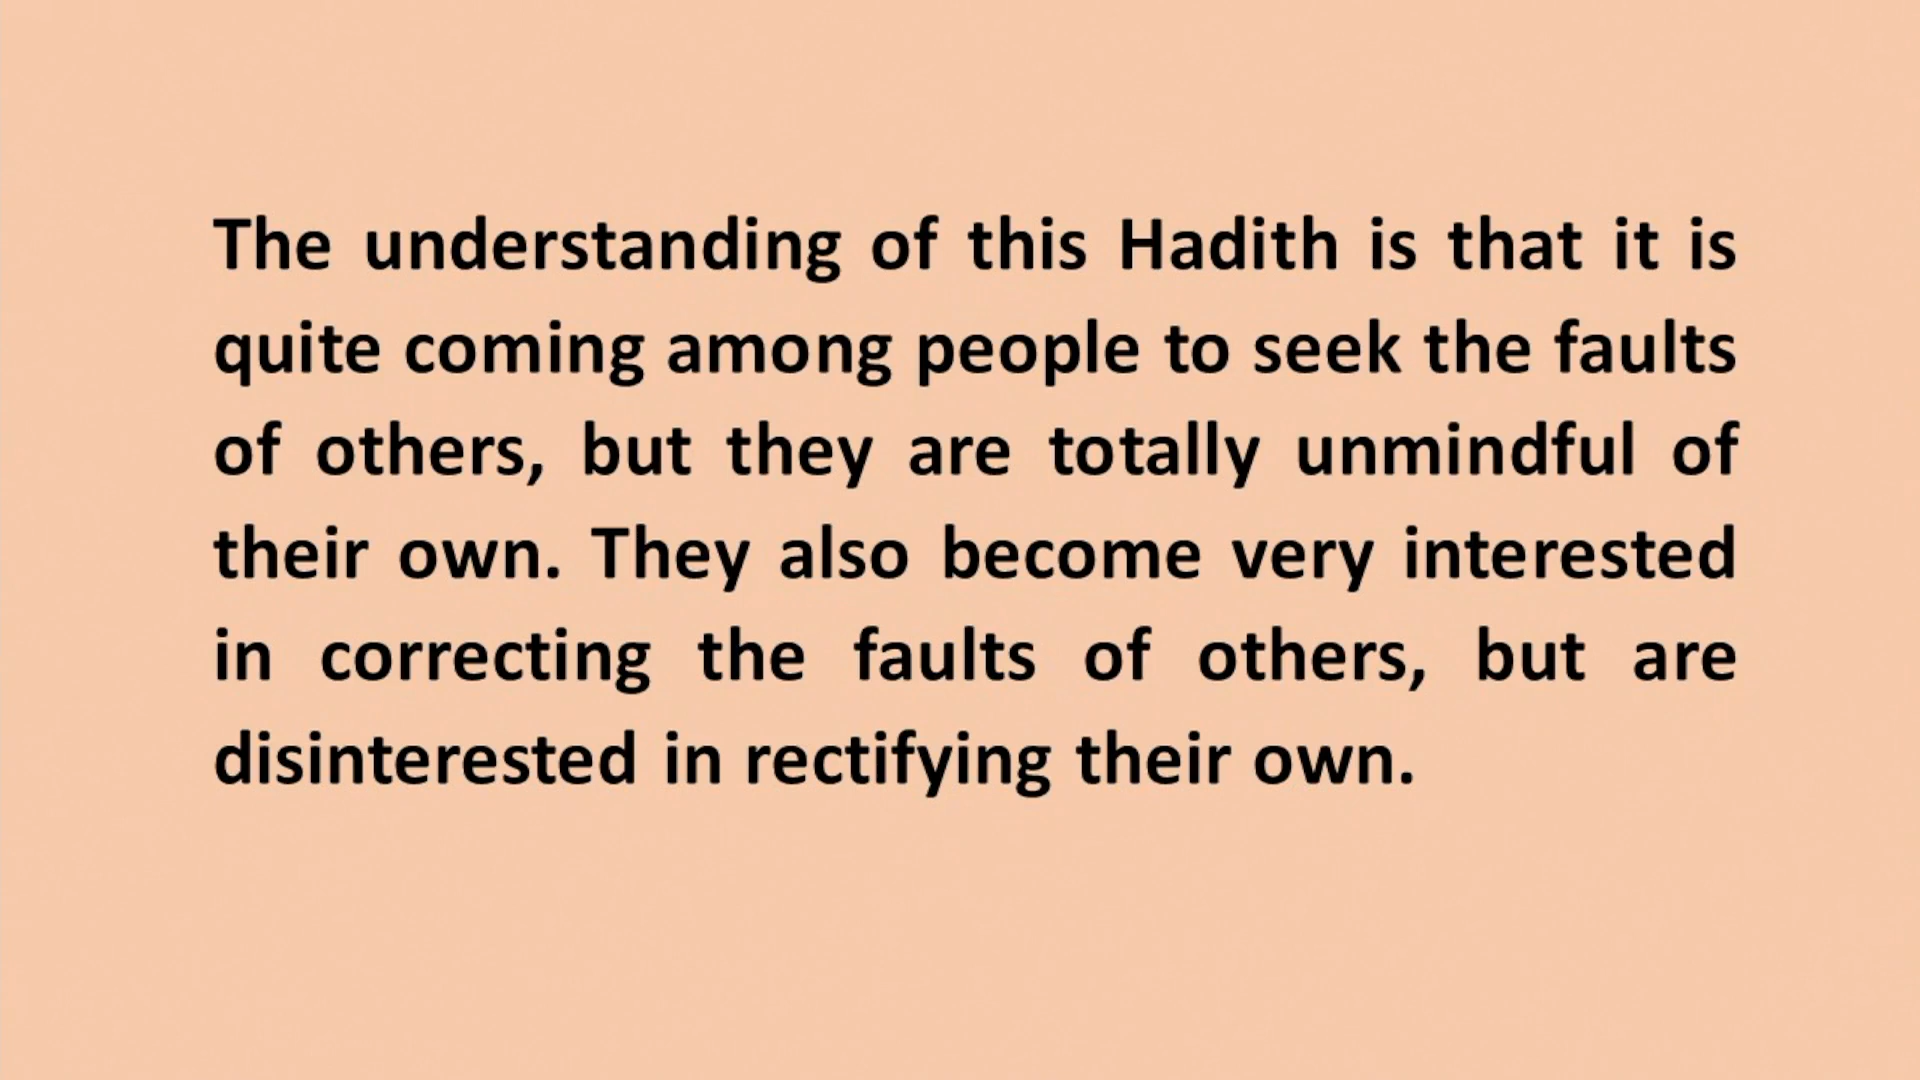 The understanding of this Hadith is that it is
quite coming among people to seek the faults
of others, but they are totally unmindful of
their own. They also become very interested
in correcting the faults of others, but are
disinterested in rectifying their own.